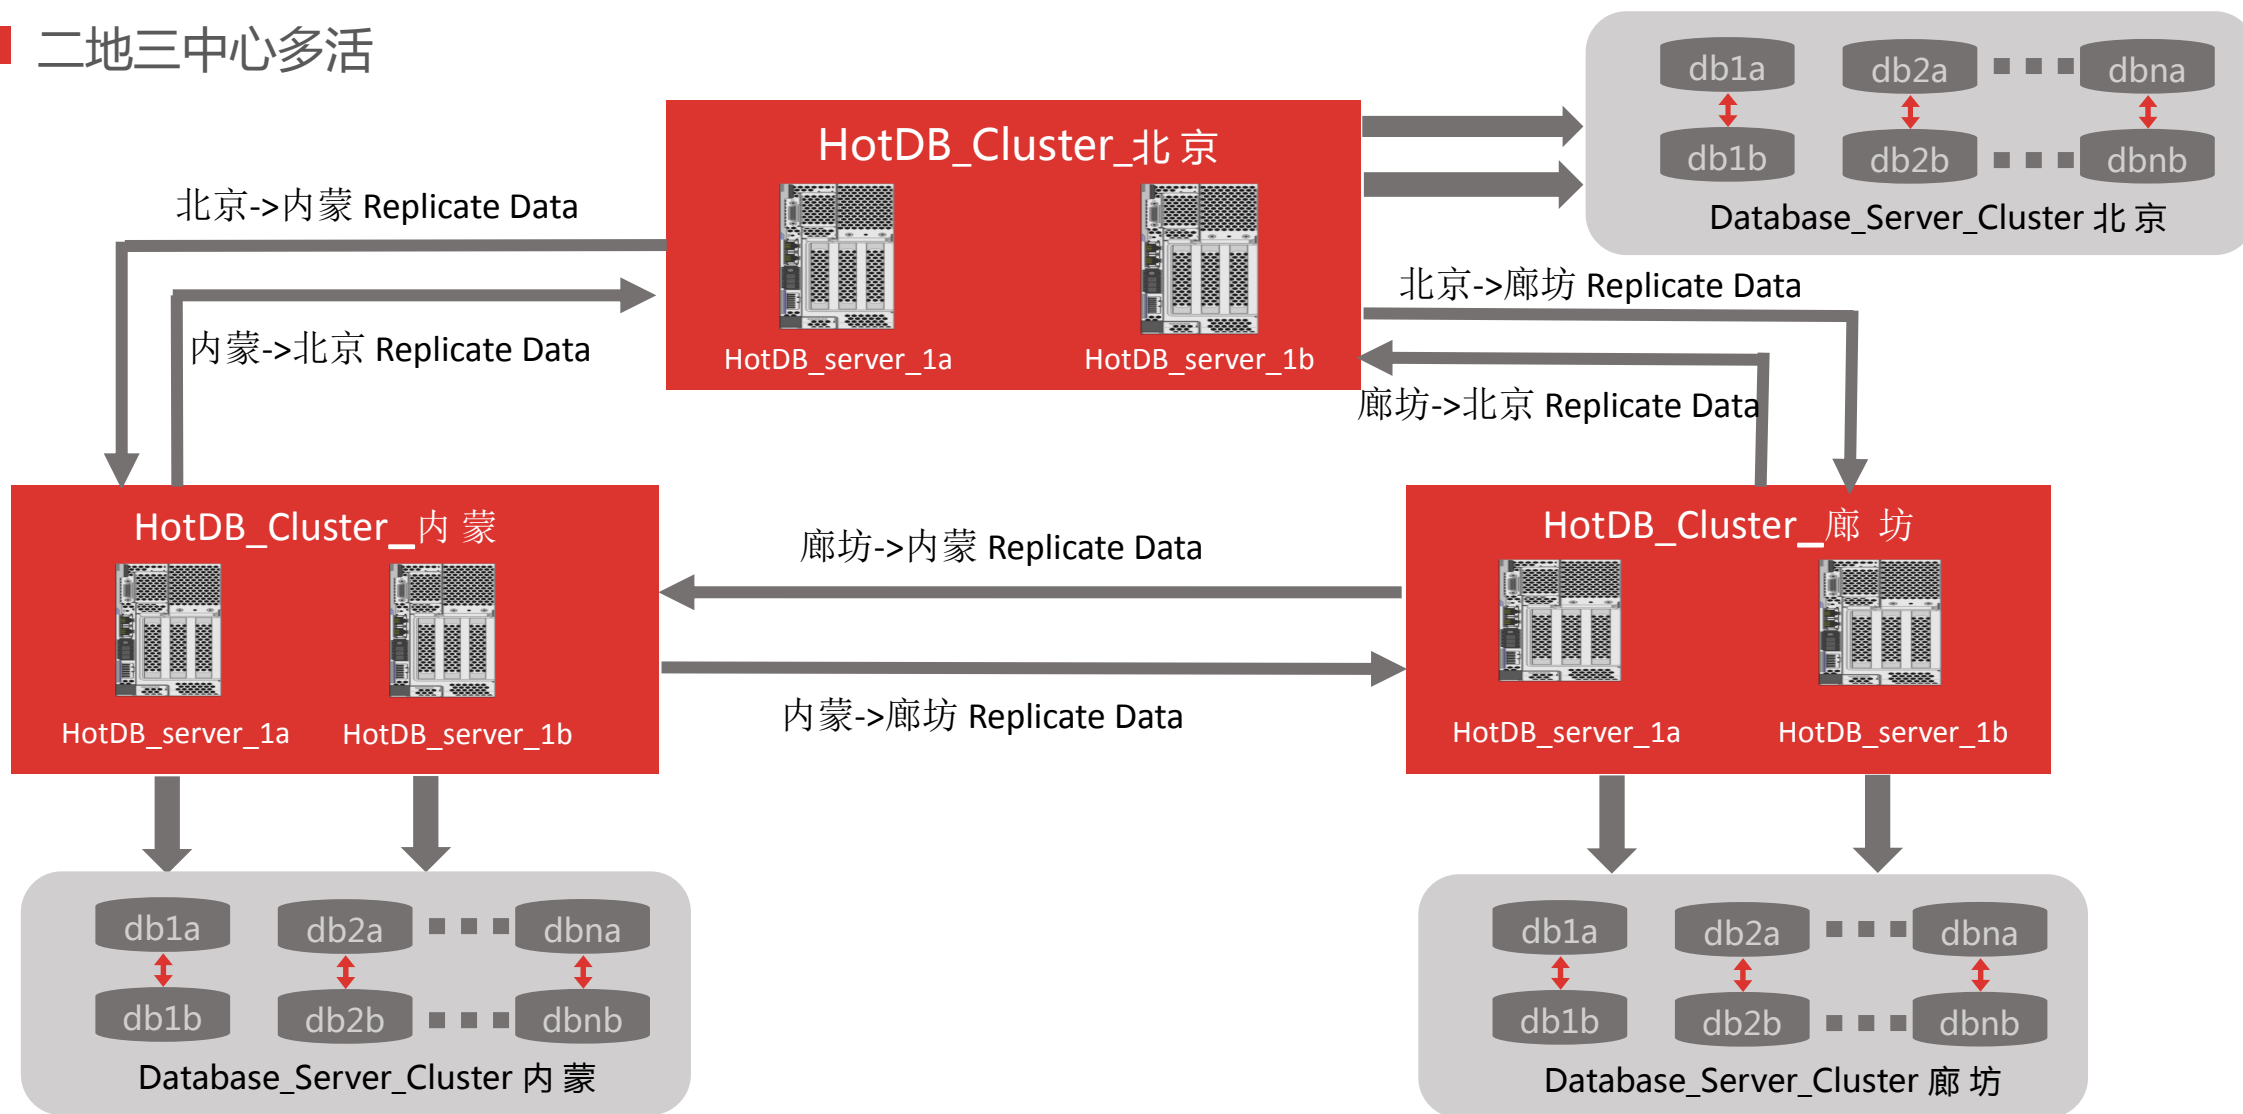 二地三中心多活
db1a db2a dbna
db1b db2b dbnb
Database_Server_Cluster 北 京
HotDB_Cluster_北 京
HotDB_server_1a HotDB_server_1b
北京->内蒙 Replicate Data
内蒙->北京 Replicate Data
北京->廊坊 Replicate Data
廊坊->北京 Replicate Data
HotDB_Cluster_内 蒙
HotDB_server_1a HotDB_server_1b
廊坊->内蒙 Replicate Data
内蒙->廊坊 Replicate Data
HotDB_Cluster_廊 坊
HotDB_server_1a HotDB_server_1b
db1a db2a dbna
db1b db2b dbnb
Database_Server_Cluster 内 蒙
db1a db2a dbna
db1b db2b dbnb
Database_Server_Cluster 廊 坊